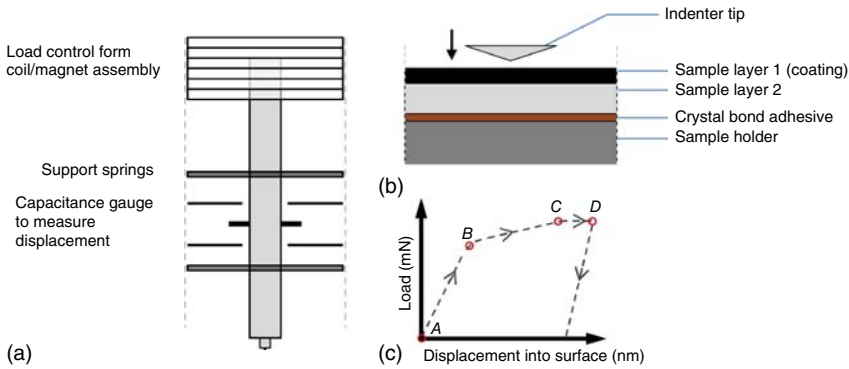 Load control form
coil/magnet assembly
Support springs
Capacitance gauge
to measure
displacement
(a)
Indenter tip
Sample layer 1 (coating)
Sample layer 2
Crystal bond adhesive
Sample holder
(b)
Load (mN)
A
B
C
D
(c)
Displacement into surface (nm)